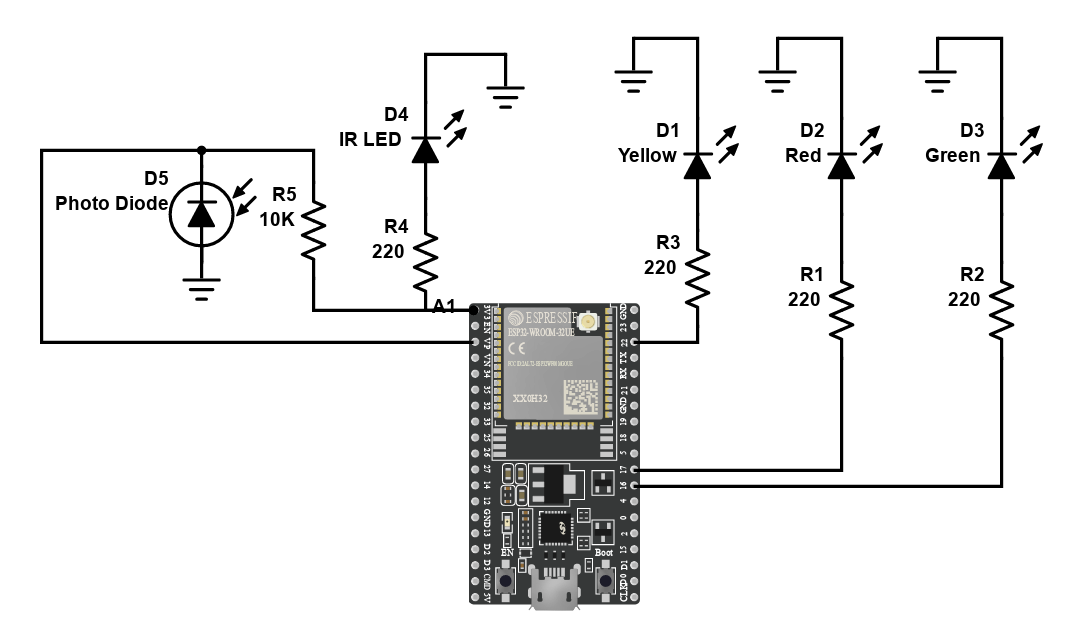 D4
IR LED
D1
Yellow
D2
Red
D3
Green
D5
Photo Diode
R5
10K
R4
220
R3
220
R1
220
R2
220
A1
ESPRESSIF
ESP32-WROOM-32UE
CE
XX0H32
3V3
EN
VP
VN
34
35
32
33
25
26
27
14
12
GND
13
D2
D3
CMD
5V
GND
23
22
TX
RX
21
GND
19
18
5
17
16
4
0
2
15
D1
D0
CLK
EN
Boot